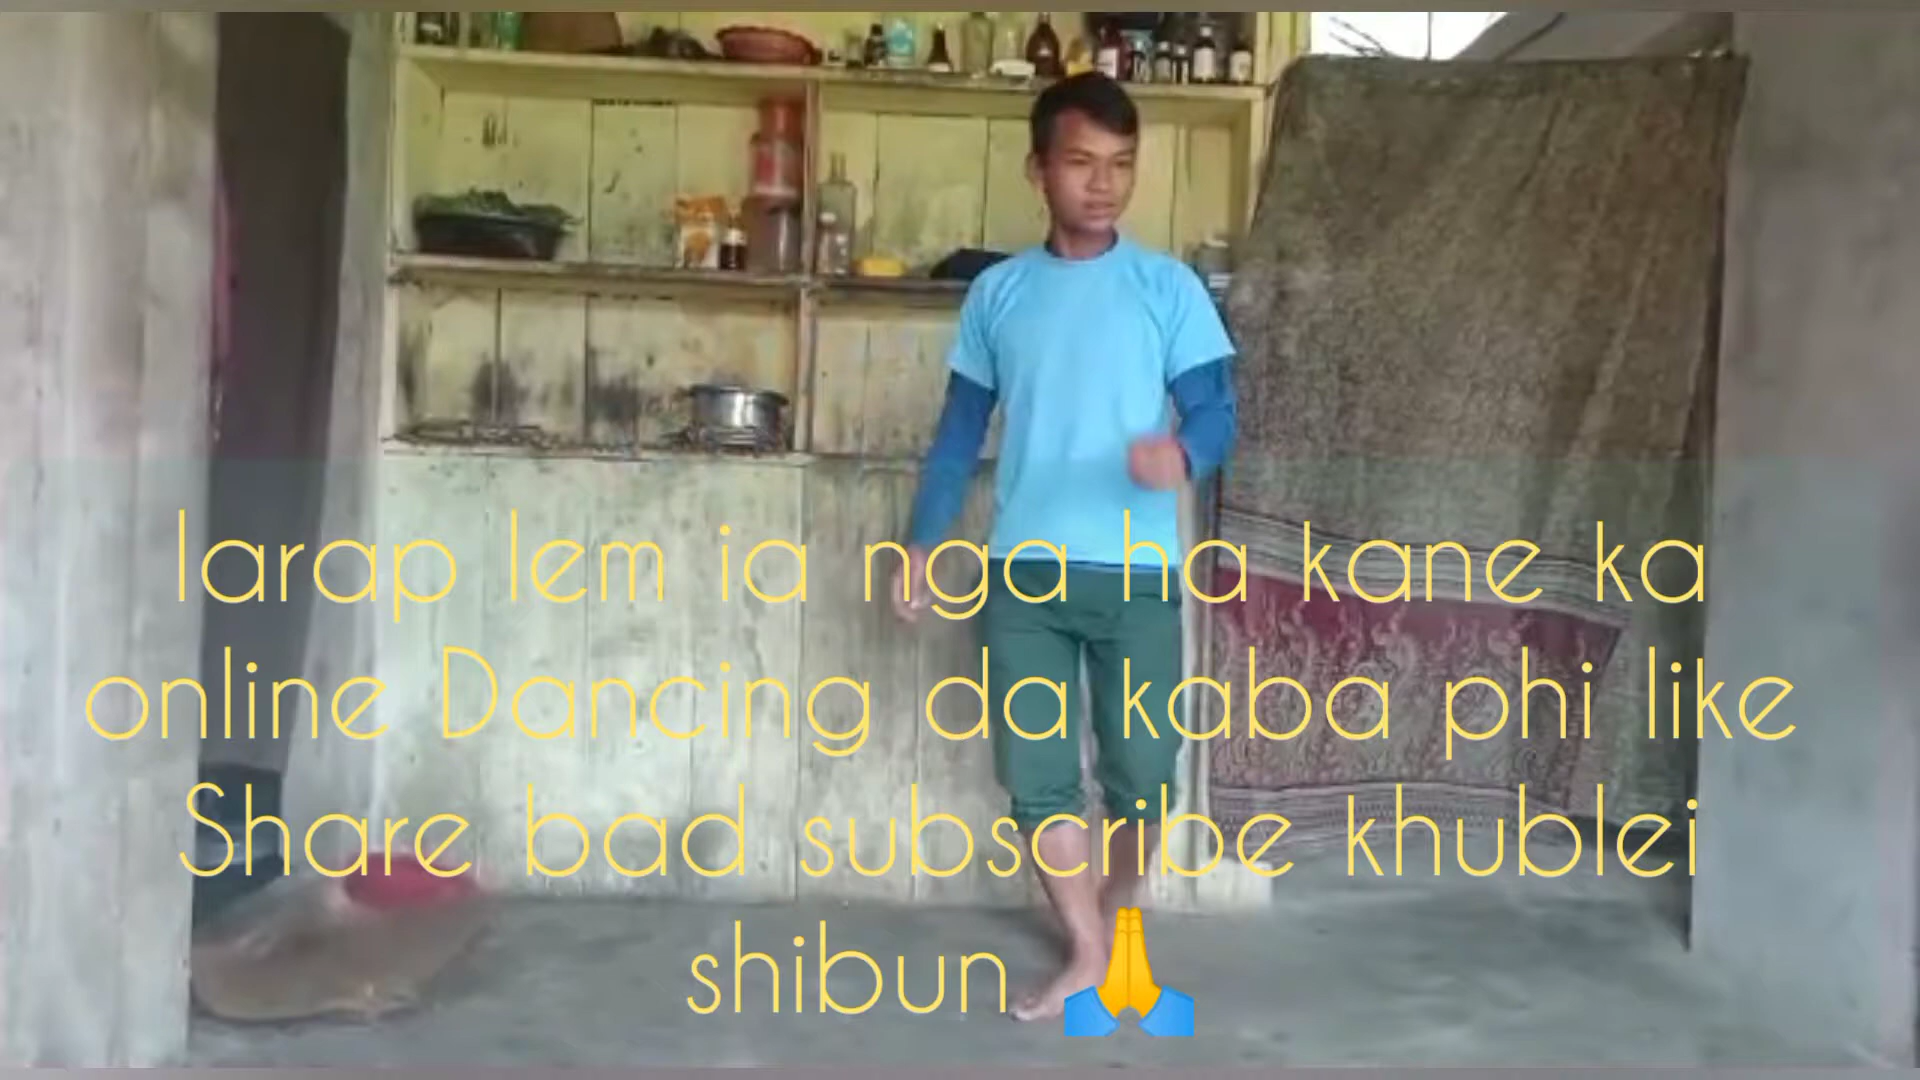 Iarap lem ia nga ha kane ka
online Dancing da kaba phi like
Share bad subscribe khublei
shibun 🙏